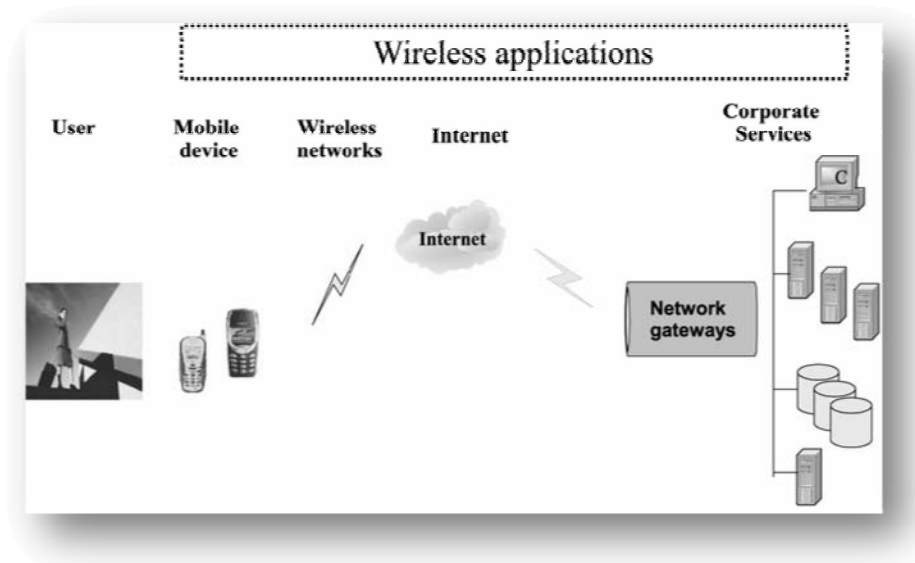 Wireless applications
User
Mobile
device
Wireless
networks
Internet
Corporate
Services
C
Internet
Network
gateways